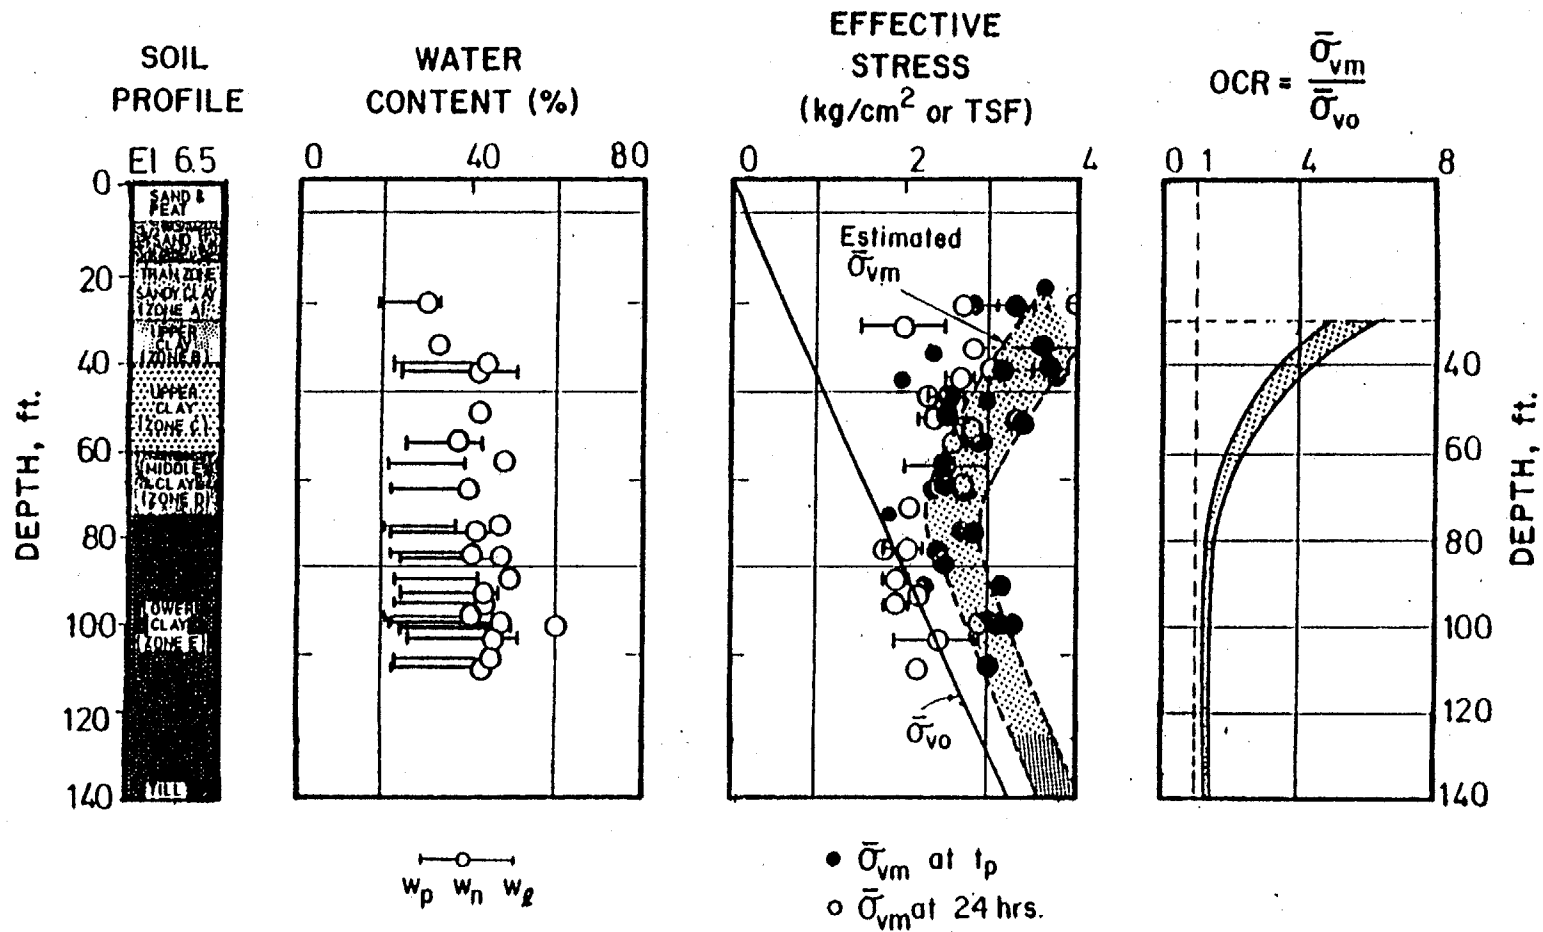 SOIL
PROFILE
El 6.5
WATER
CONTENT (%)
EFFECTIVE
STRESS
(kg/cm² or TSF)
OCR = σ̄vm / σ̄vo
0 40 80
0 2 4
0 1 4 8
0
20
40
60
80
100
120
140
DEPTH, ft.
SAND &
PEAT
SAND
TRAN ZONE
SANDY CLAY
(ZONE A)
UPPER
CLAY
(ZONE B)
UPPER
CLAY
(ZONE C)
MIDDLE
CLAY
(ZONE D)
LOWER
CLAY
(ZONE E)
TILL
Estimated
σ̄vm
σ̄vo
40
60
80
100
120
140
DEPTH, ft.
wp wn wℓ
σ̄vm at tp
σ̄vm at 24 hrs.